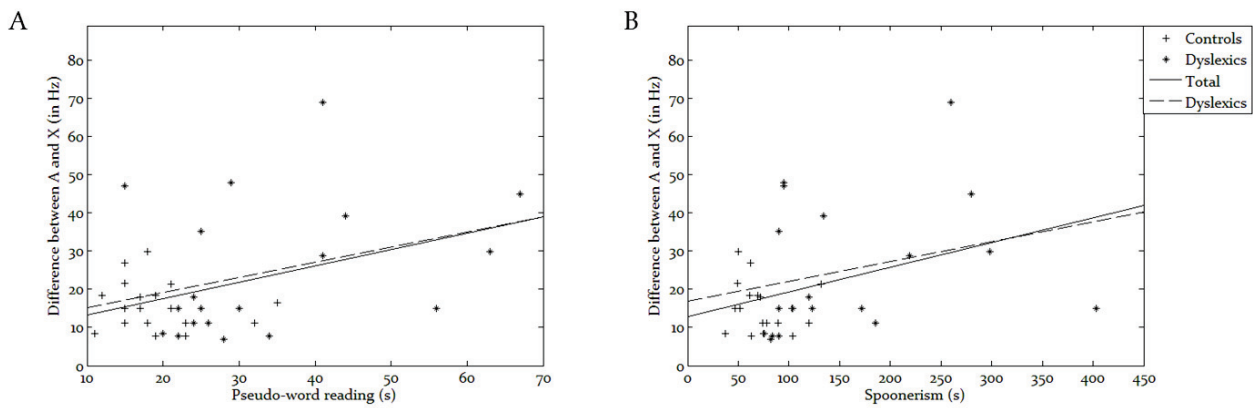 A
Difference between A and X (in Hz)
80
70
60
50
40
30
20
10
0
10 20 30 40 50 60 70
Pseudo-word reading (s)
B
Difference between A and X (in Hz)
80
70
60
50
40
30
20
10
0
0 50 100 150 200 250 300 350 400 450
Spoonerism (s)
Controls
Dyslexics
Total
Dyslexics